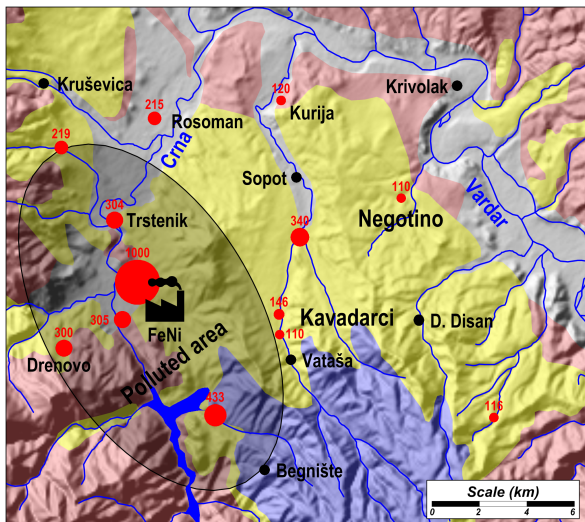 Kruševica
215
Rosoman
120
Kurija
Krivolak
219
Crna
Sopot
304
Trstenik
110
Negotino
Vardar
340
1000
FeNi
305
300
Drenovo
Polluted area
146
110
Kavadarci
D. Disan
Vataša
433
116
Begnište
Scale (km)
0 2 4 6